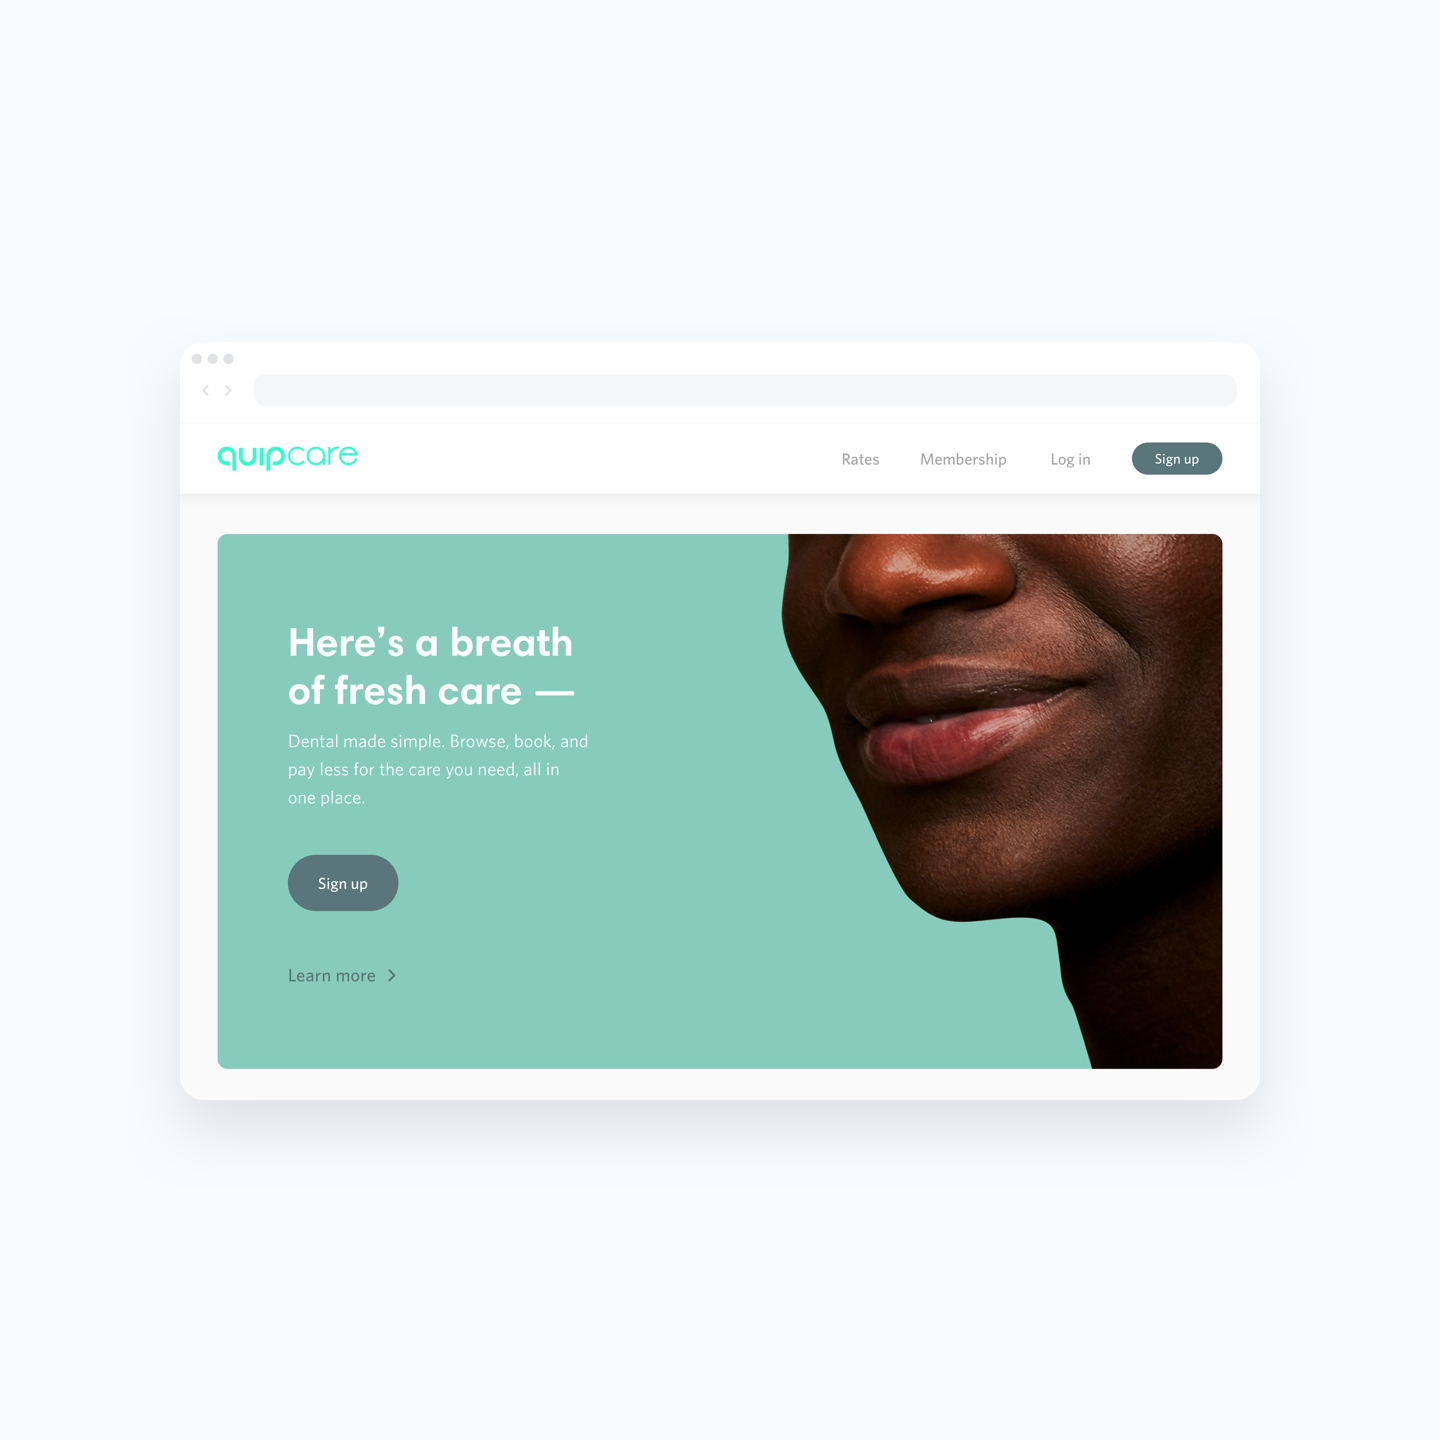 quipcare
Rates
Membership
Log in
Sign up
Here’s a breath
of fresh care —
Dental made simple. Browse, book, and
pay less for the care you need, all in
one place.
Sign up
Learn more